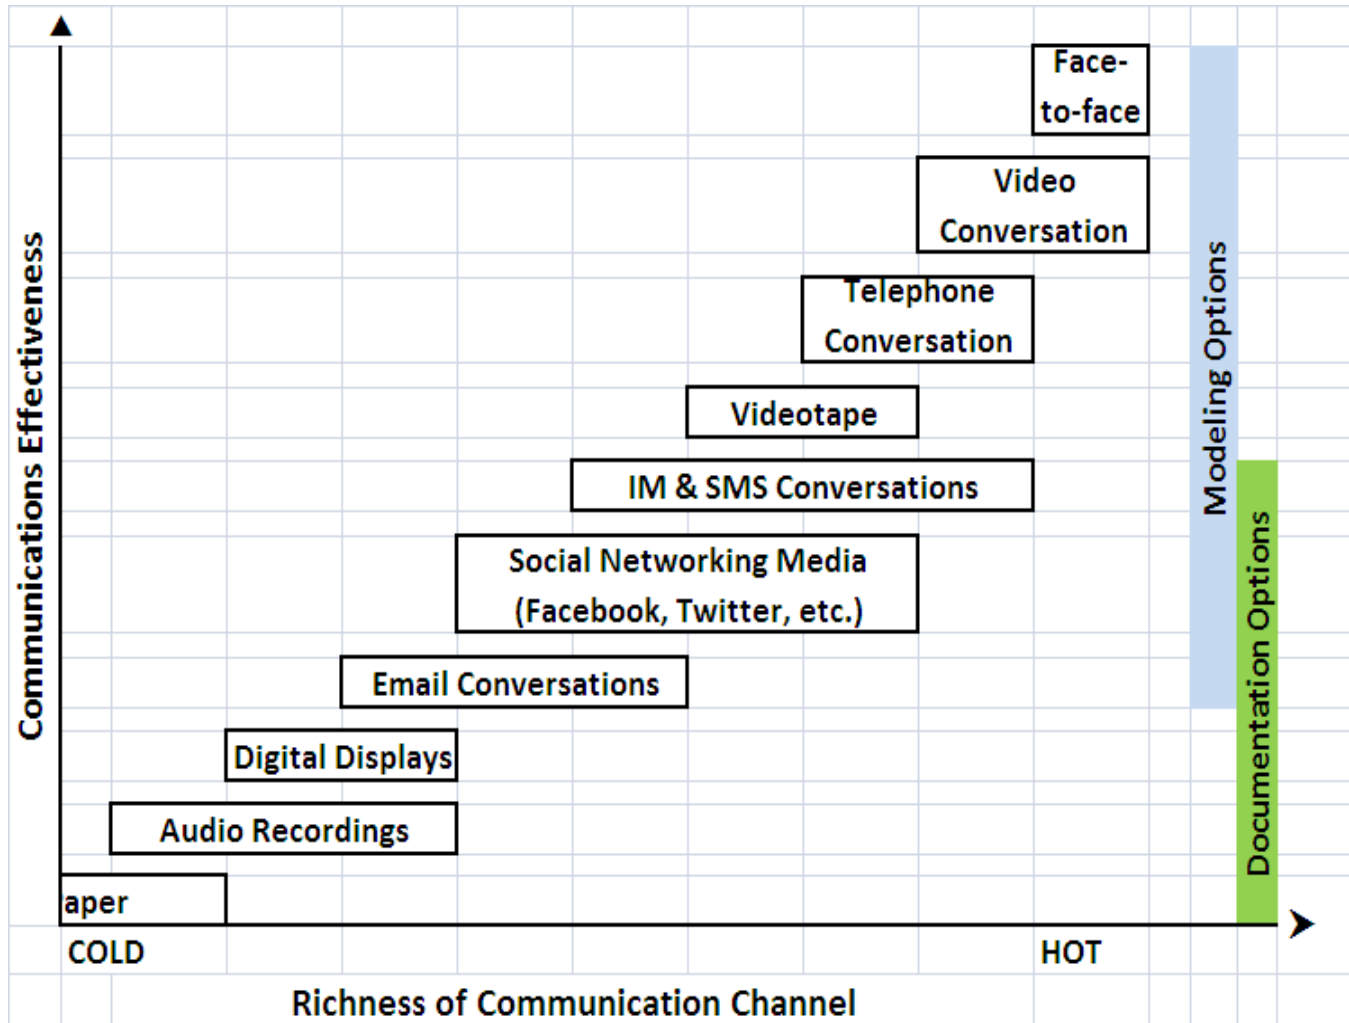 Face-
to-face
Video
Conversation
Telephone
Conversation
Videotape
IM & SMS Conversations
Social Networking Media
(Facebook, Twitter, etc.)
Email Conversations
Digital Displays
Audio Recordings
aper
COLD
HOT
Richness of Communication Channel
Communications Effectiveness
Modeling Options
Documentation Options